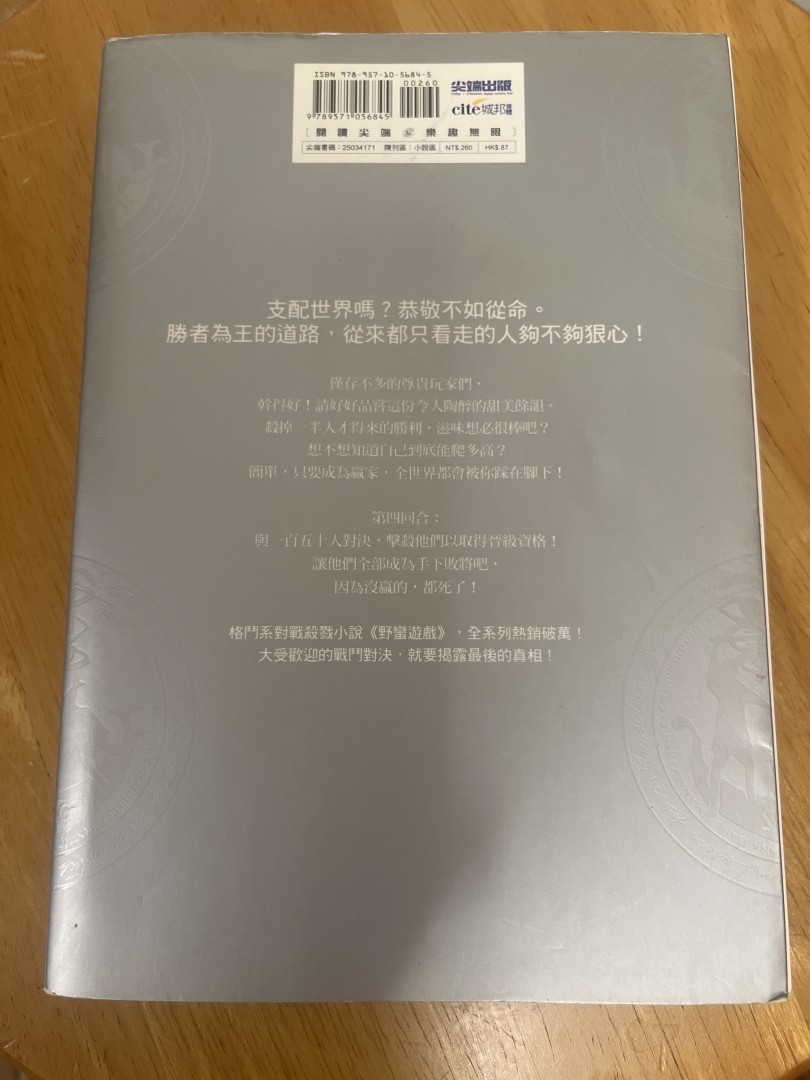 ISBN 978-957-10-5684-5
00260
9 789571 056845
尖端出版
cite城邦
[ 閱 讀 尖 端 樂 趣 無 限 ]
尖端書碼：25034171 陳列區：小說區 NT$.260 HK$.87
支配世界嗎？恭敬不如從命。
勝者為王的道路，從來都只看走的人夠不夠狠心！
僅存不多的尊貴玩家們，
幹得好！請好好品嘗這份令人陶醉的甜美餘韻。
殺掉一半人才得來的勝利，滋味想必很棒吧？
想不想知道自己到底能爬多高？
簡單，只要成為贏家，全世界都會被你踩在腳下！
第四回合：
與一百五十人對決，擊殺他們以取得晉級資格！
讓他們全部成為手下敗將吧，
因為沒贏的，都死了！
格鬥系對戰殺戮小說《野蠻遊戲》，全系列熱銷破萬！
大受歡迎的戰鬥對決，就要揭露最後的真相！